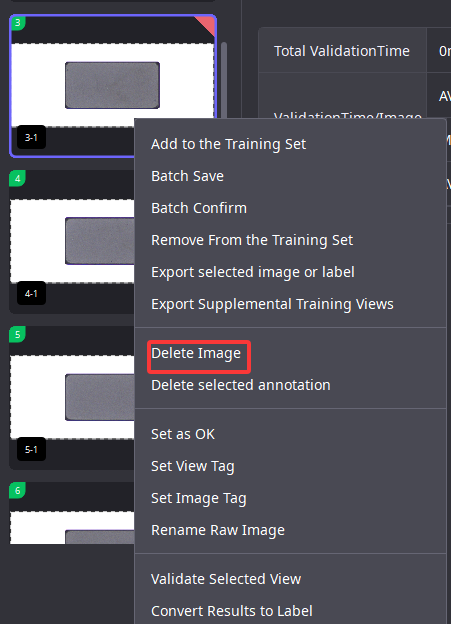 3
Total ValidationTime
ValidationTime/Image
3-1
Add to the Training Set
Batch Save
4
Batch Confirm
Remove From the Training Set
Export selected image or label
4-1
Export Supplemental Training Views
5
Delete Image
Delete selected annotation
Set as OK
5-1
Set View Tag
6
Set Image Tag
Rename Raw Image
Validate Selected View
Convert Results to Label